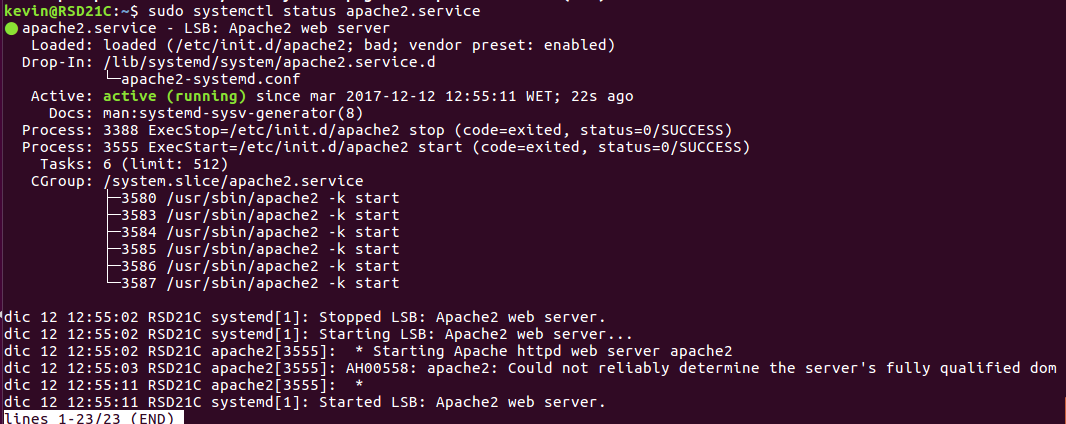 kevin@RSD21C:~$ sudo systemctl status apache2.service
● apache2.service - LSB: Apache2 web server
   Loaded: loaded (/etc/init.d/apache2; bad; vendor preset: enabled)
  Drop-In: /lib/systemd/system/apache2.service.d
           └─apache2-systemd.conf
   Active: active (running) since mar 2017-12-12 12:55:11 WET; 22s ago
     Docs: man:systemd-sysv-generator(8)
  Process: 3388 ExecStop=/etc/init.d/apache2 stop (code=exited, status=0/SUCCESS)
  Process: 3555 ExecStart=/etc/init.d/apache2 start (code=exited, status=0/SUCCESS)
    Tasks: 6 (limit: 512)
   CGroup: /system.slice/apache2.service
           ├─3580 /usr/sbin/apache2 -k start
           ├─3583 /usr/sbin/apache2 -k start
           ├─3584 /usr/sbin/apache2 -k start
           ├─3585 /usr/sbin/apache2 -k start
           ├─3586 /usr/sbin/apache2 -k start
           └─3587 /usr/sbin/apache2 -k start

dic 12 12:55:02 RSD21C systemd[1]: Stopped LSB: Apache2 web server.
dic 12 12:55:02 RSD21C systemd[1]: Starting LSB: Apache2 web server...
dic 12 12:55:02 RSD21C apache2[3555]:  * Starting Apache httpd web server apache2
dic 12 12:55:03 RSD21C apache2[3555]: AH00558: apache2: Could not reliably determine the server's fully qualified dom
dic 12 12:55:11 RSD21C apache2[3555]:  *
dic 12 12:55:11 RSD21C systemd[1]: Started LSB: Apache2 web server.
lines 1-23/23 (END)